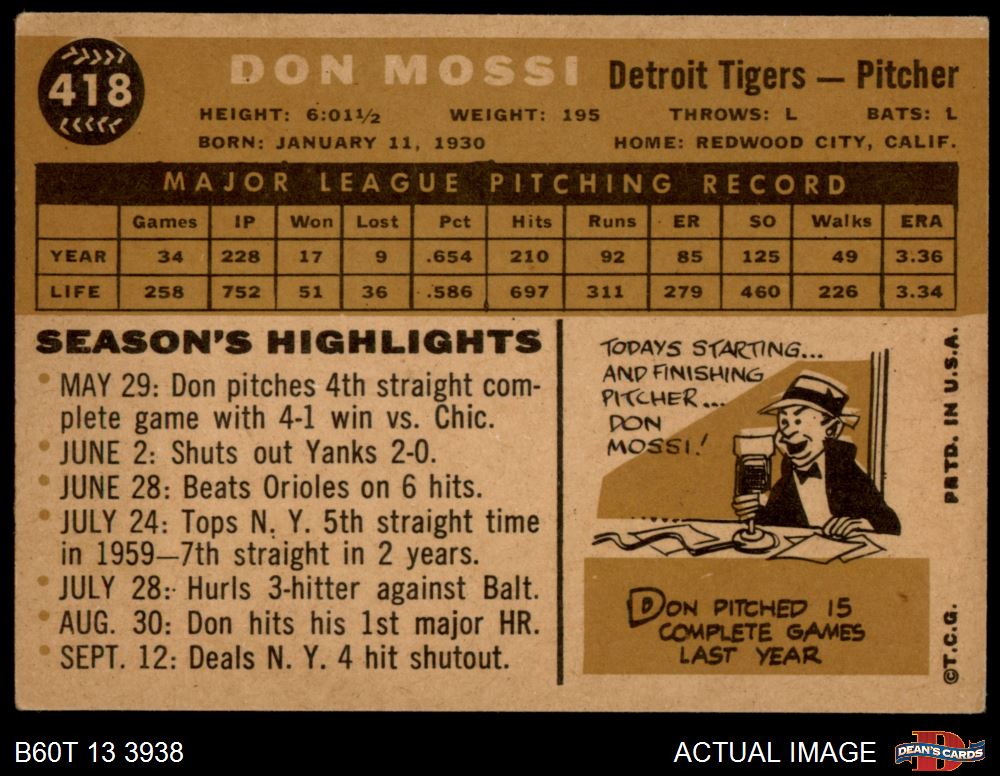 418
DON MOSSI Detroit Tigers — Pitcher
HEIGHT: 6:01½ WEIGHT: 195 THROWS: L BATS: L
BORN: JANUARY 11, 1930 HOME: REDWOOD CITY, CALIF.
MAJOR LEAGUE PITCHING RECORD
Games IP Won Lost Pct Hits Runs ER SO Walks ERA
YEAR 34 228 17 9 .654 210 92 85 125 49 3.36
LIFE 258 752 51 36 .586 697 311 279 460 226 3.34
SEASON'S HIGHLIGHTS
• MAY 29: Don pitches 4th straight com-
plete game with 4-1 win vs. Chic.
• JUNE 2: Shuts out Yanks 2-0.
• JUNE 28: Beats Orioles on 6 hits.
• JULY 24: Tops N. Y. 5th straight time
in 1959—7th straight in 2 years.
• JULY 28: Hurls 3-hitter against Balt.
• AUG. 30: Don hits his 1st major HR.
• SEPT. 12: Deals N. Y. 4 hit shutout.
TODAYS STARTING...
AND FINISHING
PITCHER...
DON
MOSSI!
DON PITCHED 15
COMPLETE GAMES
LAST YEAR
©T.C.G. PRTD. IN U.S.A.
B60T 13 3938 ACTUAL IMAGE
DEAN'S CARDS